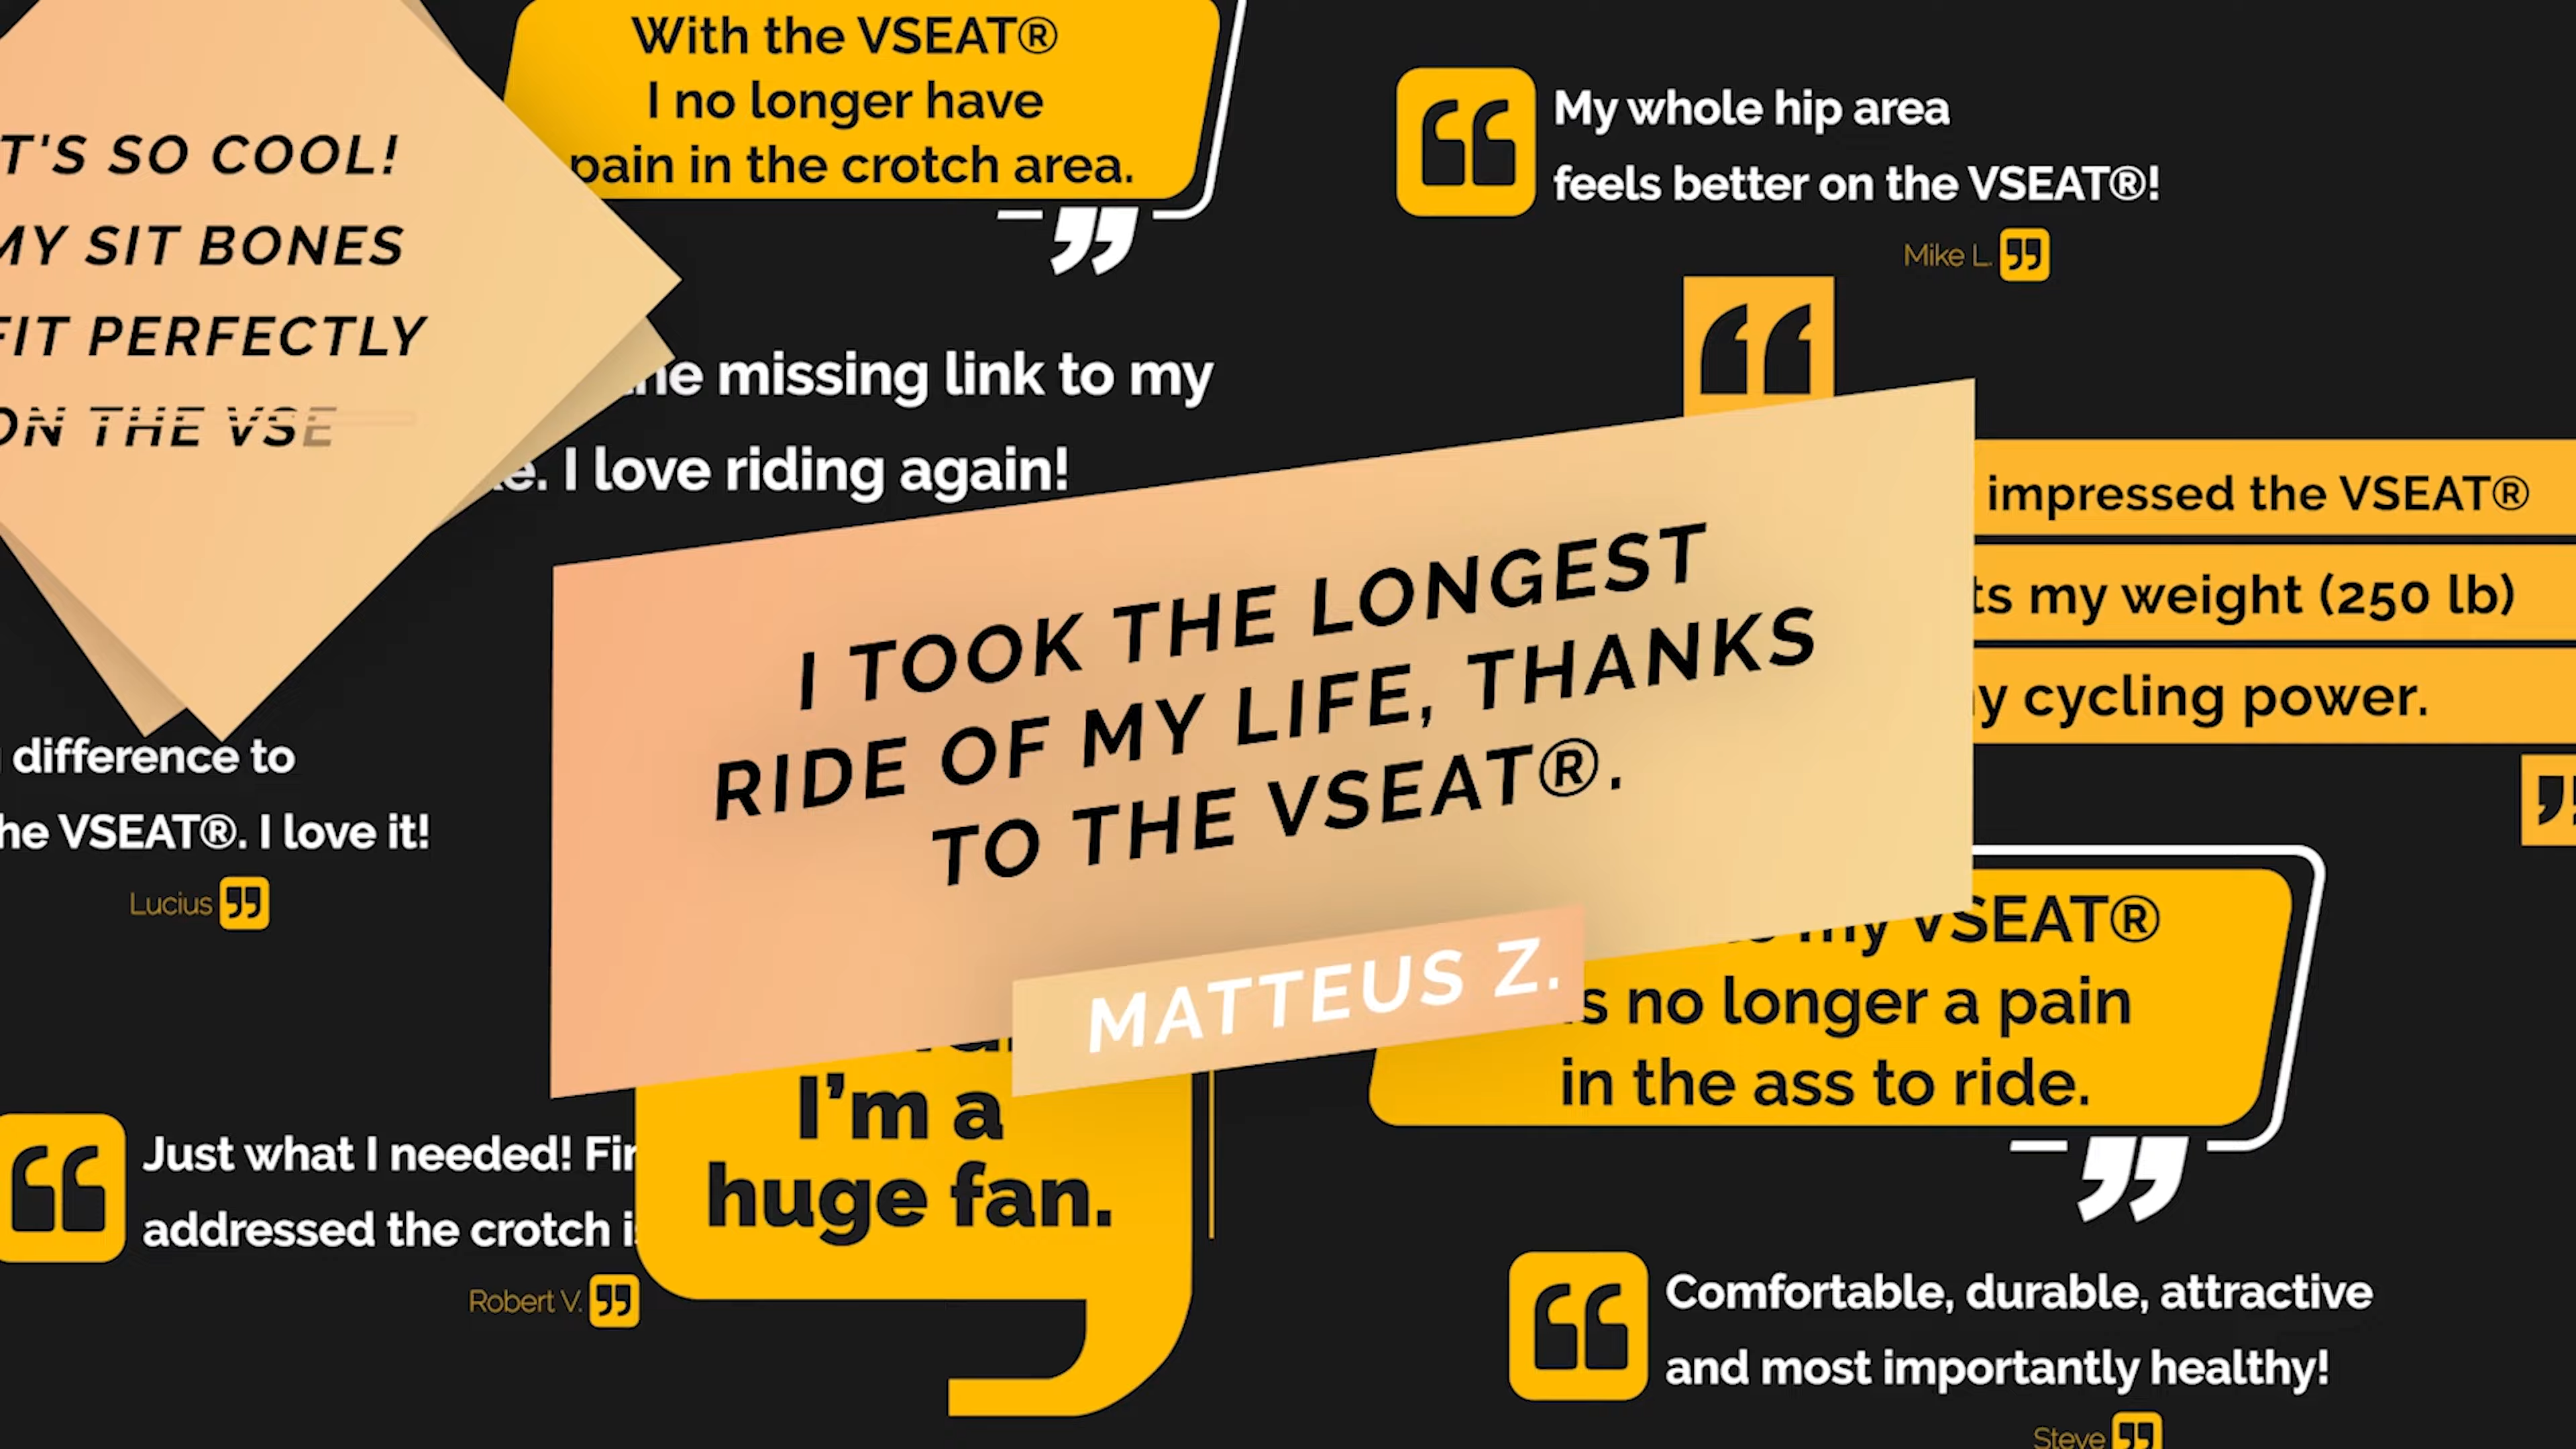 With the VSEAT®
I no longer have
pain in the crotch area.
My whole hip area
feels better on the VSEAT®!
Mike L.
T'S SO COOL!
MY SIT BONES
FIT PERFECTLY
ON THE VSE
missing link to my
I love riding again!
impressed the VSEAT®
my weight (250 lb)
cycling power.
I TOOK THE LONGEST
RIDE OF MY LIFE, THANKS
TO THE VSEAT®.
MATTEUS Z.
difference to
he VSEAT®. I love it!
Lucius
my VSEAT®
no longer a pain
in the ass to ride.
I'm a
huge fan.
Just what I needed!
addressed the crotch
Robert V.
Comfortable, durable, attractive
and most importantly healthy!
Steve